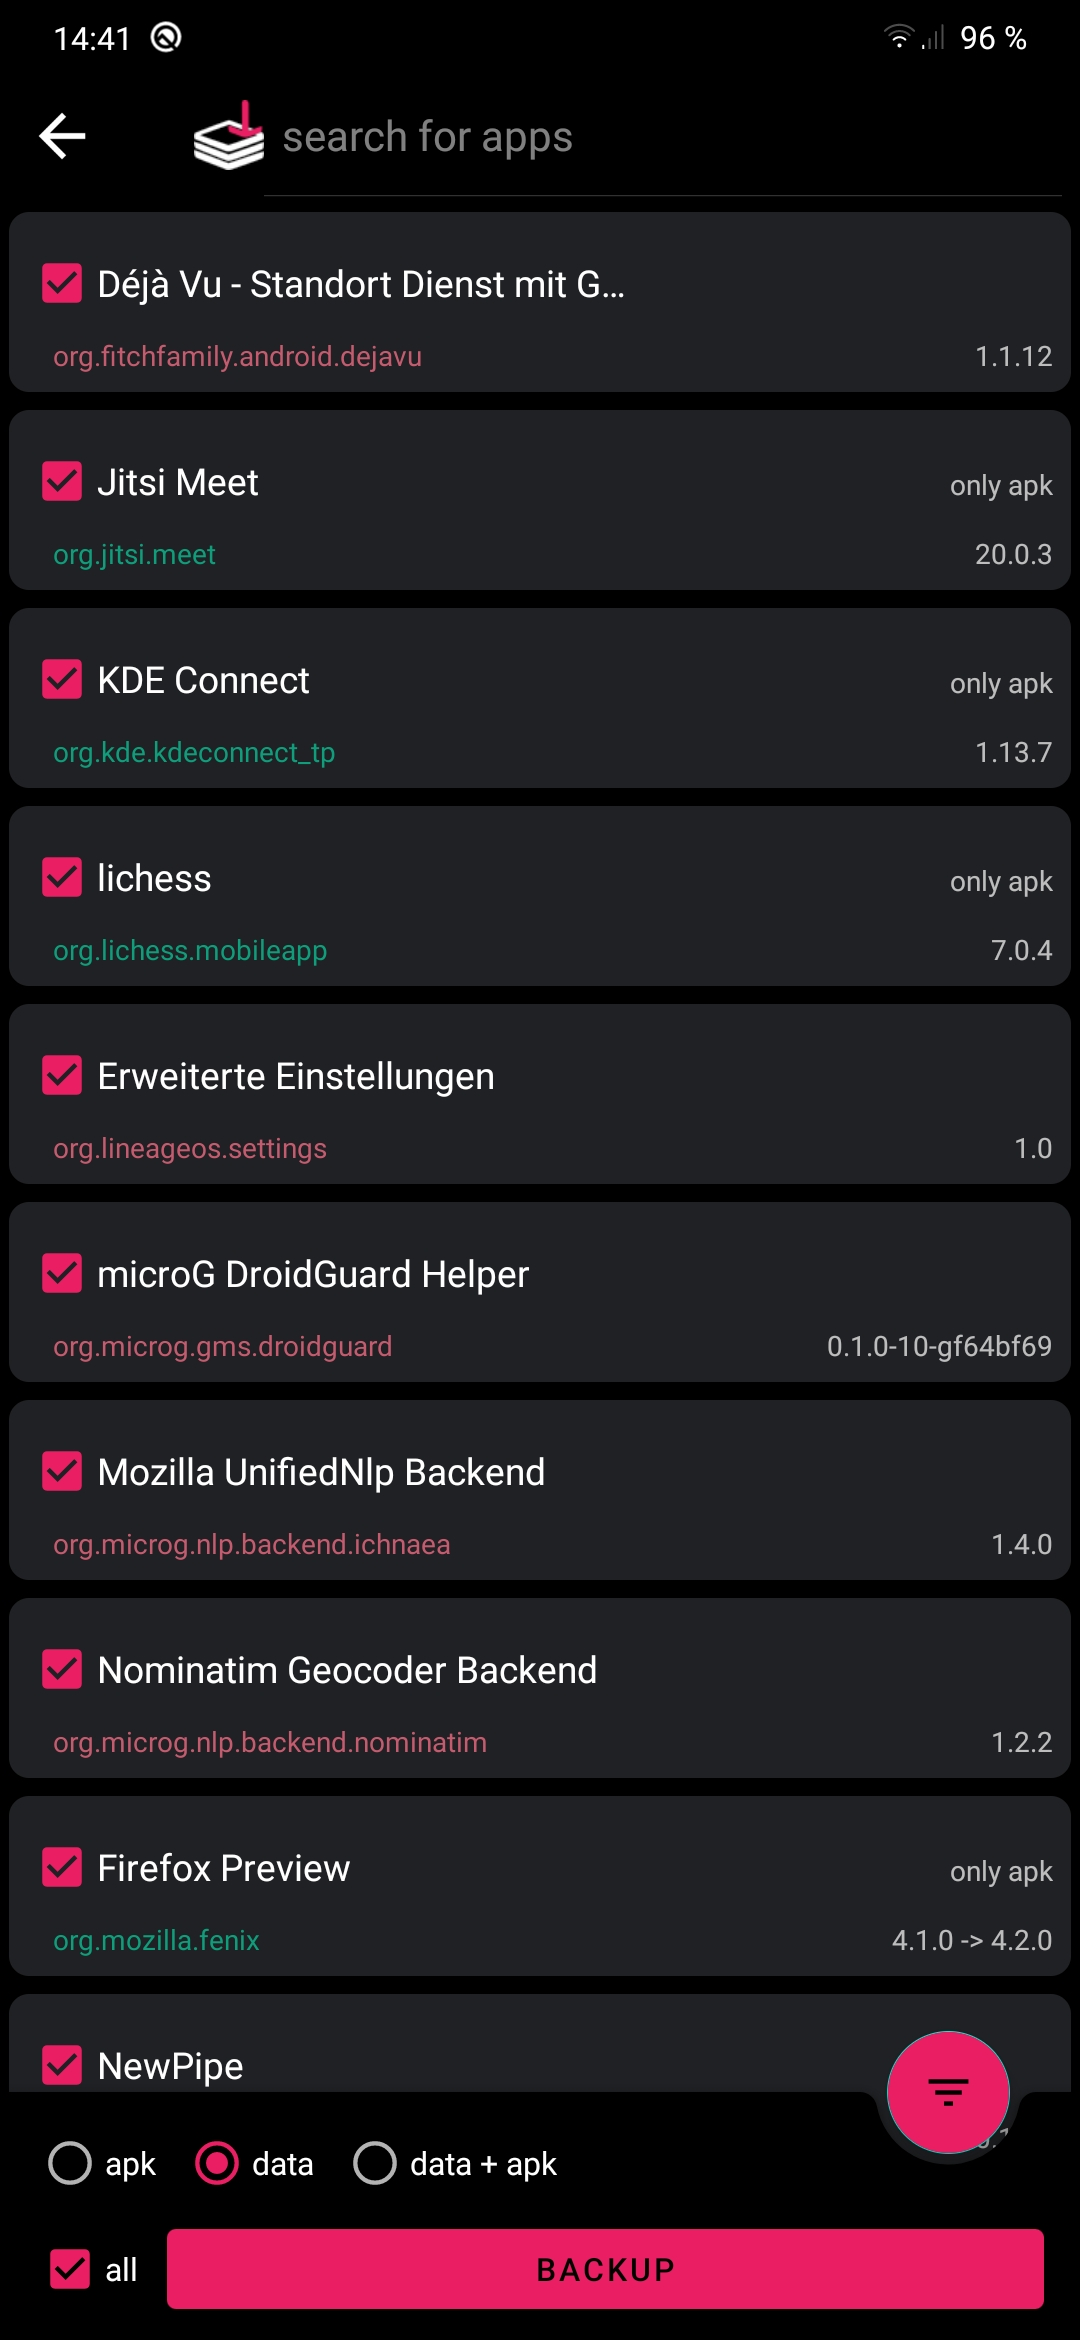 14:41 96 %
search for apps
Déjà Vu - Standort Dienst mit G...
org.fitchfamily.android.dejavu 1.1.12
Jitsi Meet only apk
org.jitsi.meet 20.0.3
KDE Connect only apk
org.kde.kdeconnect_tp 1.13.7
lichess only apk
org.lichess.mobileapp 7.0.4
Erweiterte Einstellungen
org.lineageos.settings 1.0
microG DroidGuard Helper
org.microg.gms.droidguard 0.1.0-10-gf64bf69
Mozilla UnifiedNlp Backend
org.microg.nlp.backend.ichnaea 1.4.0
Nominatim Geocoder Backend
org.microg.nlp.backend.nominatim 1.2.2
Firefox Preview only apk
org.mozilla.fenix 4.1.0 -> 4.2.0
NewPipe
apk data data + apk
all BACKUP